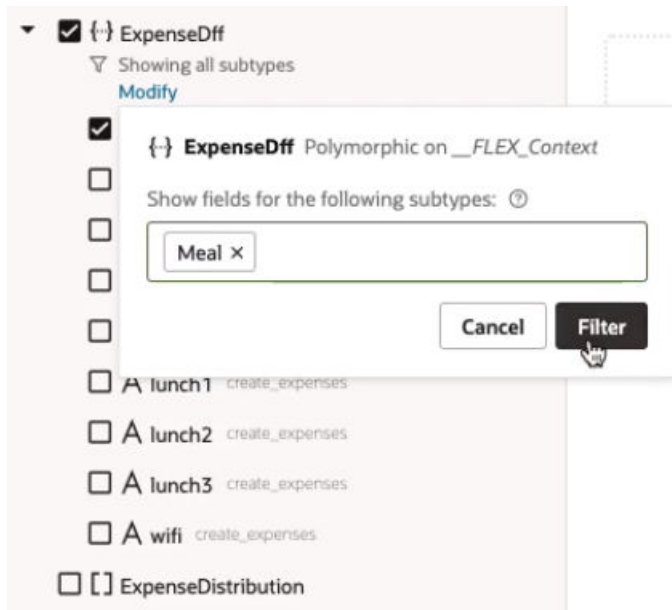 {··} ExpenseDff
Showing all subtypes
Modify
{··} ExpenseDff Polymorphic on __FLEX_Context
Show fields for the following subtypes: ?
Meal ×
Cancel
Filter
A lunch1 create_expenses
A lunch2 create_expenses
A lunch3 create_expenses
A wifi create_expenses
[] ExpenseDistribution